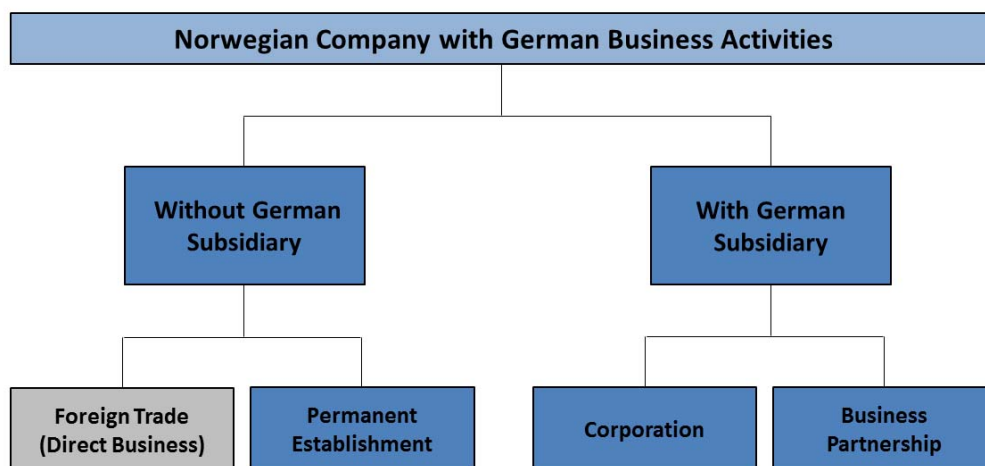 Norwegian Company with German Business Activities
Without German
Subsidiary
With German
Subsidiary
Foreign Trade
(Direct Business)
Permanent
Establishment
Corporation
Business
Partnership